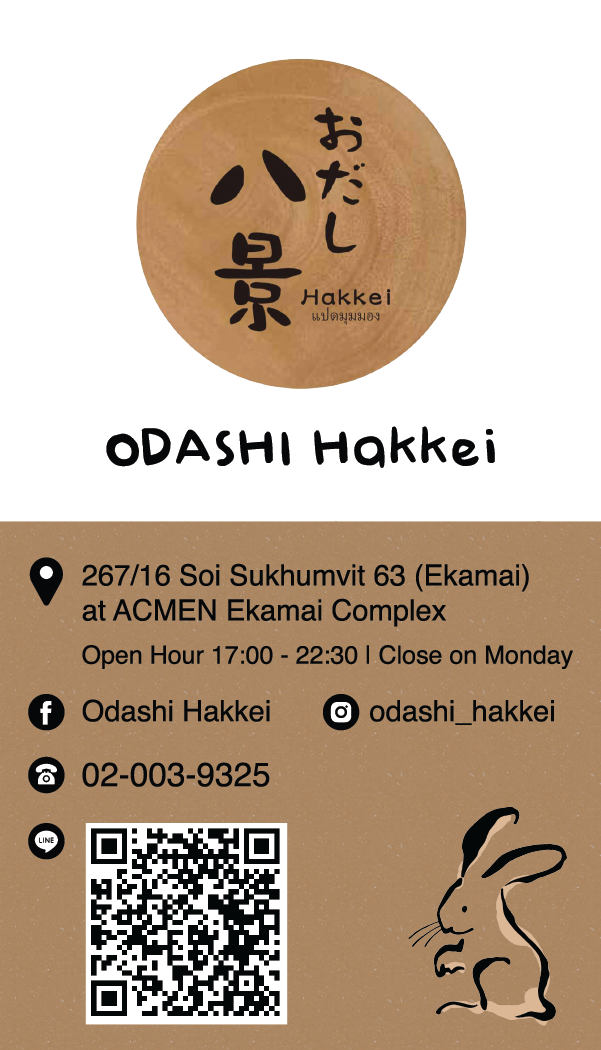 おだし
八景
Hakkei
แปดมุมมอง
ODASHI Hakkei
267/16 Soi Sukhumvit 63 (Ekamai)
at ACMEN Ekamai Complex
Open Hour 17:00 - 22:30 | Close on Monday
Odashi Hakkei
odashi_hakkei
02-003-9325
LINE